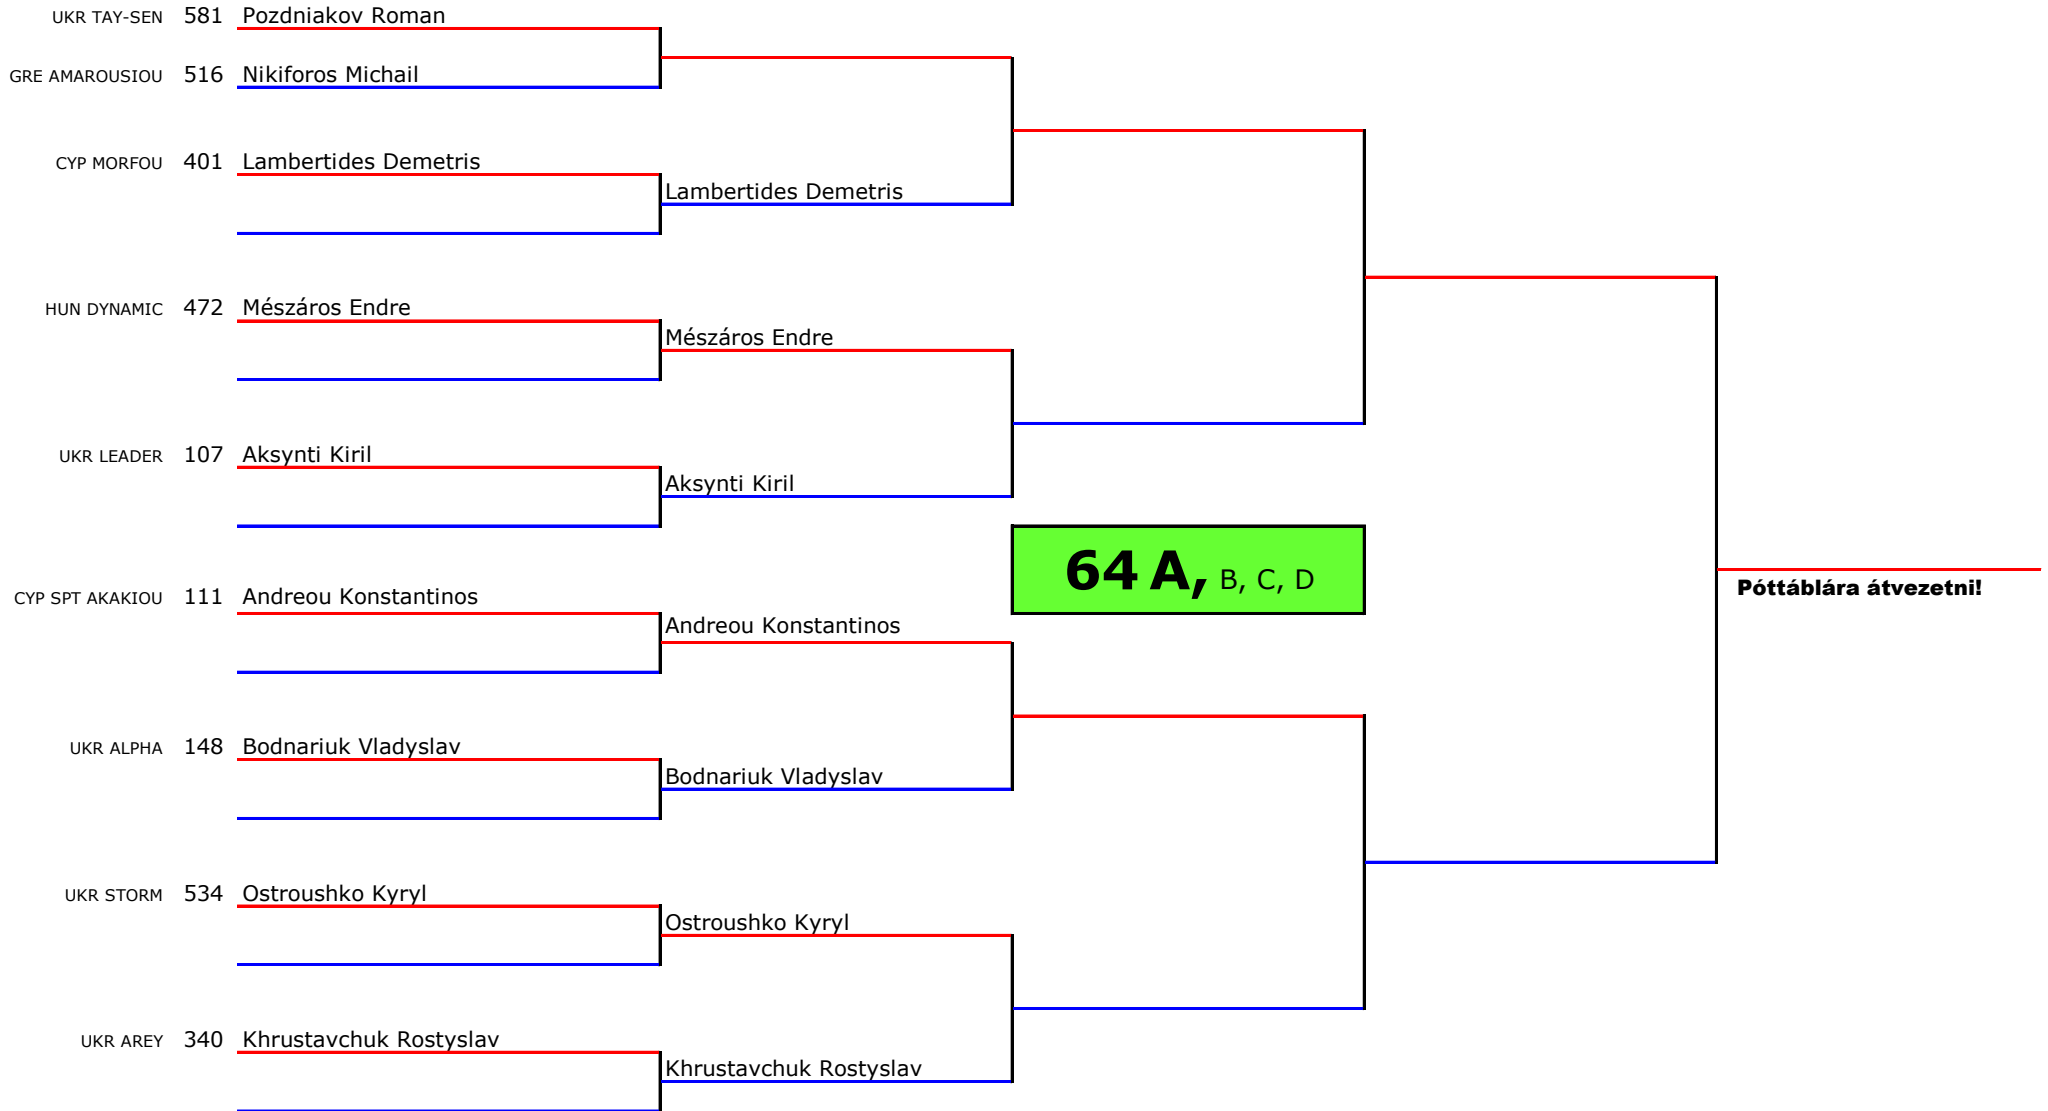 UKR TAY-SEN 581 Pozdniakov Roman
GRE AMAROUSIOU 516 Nikiforos Michail
CYP MORFOU 401 Lambertides Demetris
Lambertides Demetris
HUN DYNAMIC 472 Mészáros Endre
Mészáros Endre
UKR LEADER 107 Aksynti Kiril
Aksynti Kiril
64 A, B, C, D
Póttáblára átvezetni!
CYP SPT AKAKIOU 111 Andreou Konstantinos
Andreou Konstantinos
UKR ALPHA 148 Bodnariuk Vladyslav
Bodnariuk Vladyslav
UKR STORM 534 Ostroushko Kyryl
Ostroushko Kyryl
UKR AREY 340 Khrustavchuk Rostyslav
Khrustavchuk Rostyslav